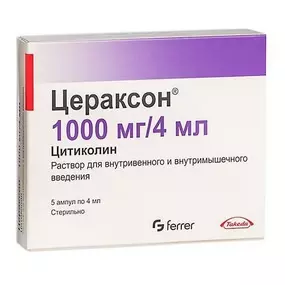 Цераксон®
1000 мг/4 мл
Цитиколин
Раствор для внутривенного и внутримышечного
введения
5 ампул по 4 мл
Стерильно
ferrer
Takeda